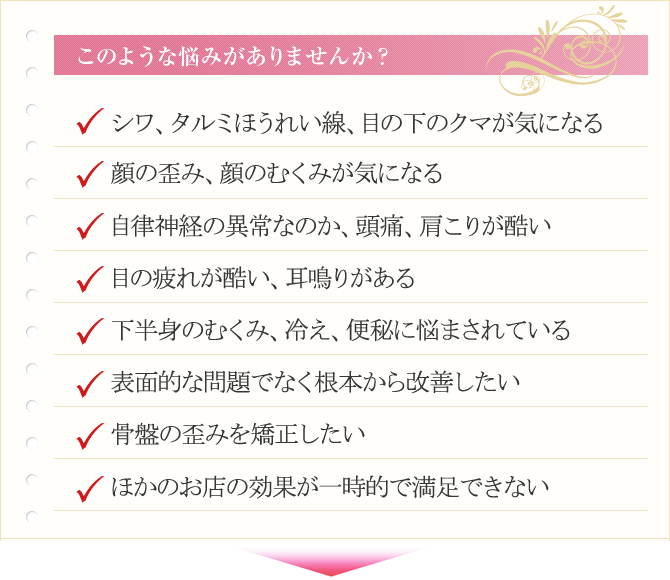 このような悩みがありませんか？
シワ、タルミほうれい線、目の下のクマが気になる
顔の歪み、顔のむくみが気になる
自律神経の異常なのか、頭痛、肩こりが酷い
目の疲れが酷い、耳鳴りがある
下半身のむくみ、冷え、便秘に悩まされている
表面的な問題でなく根本から改善したい
骨盤の歪みを矯正したい
ほかのお店の効果が一時的で満足できない